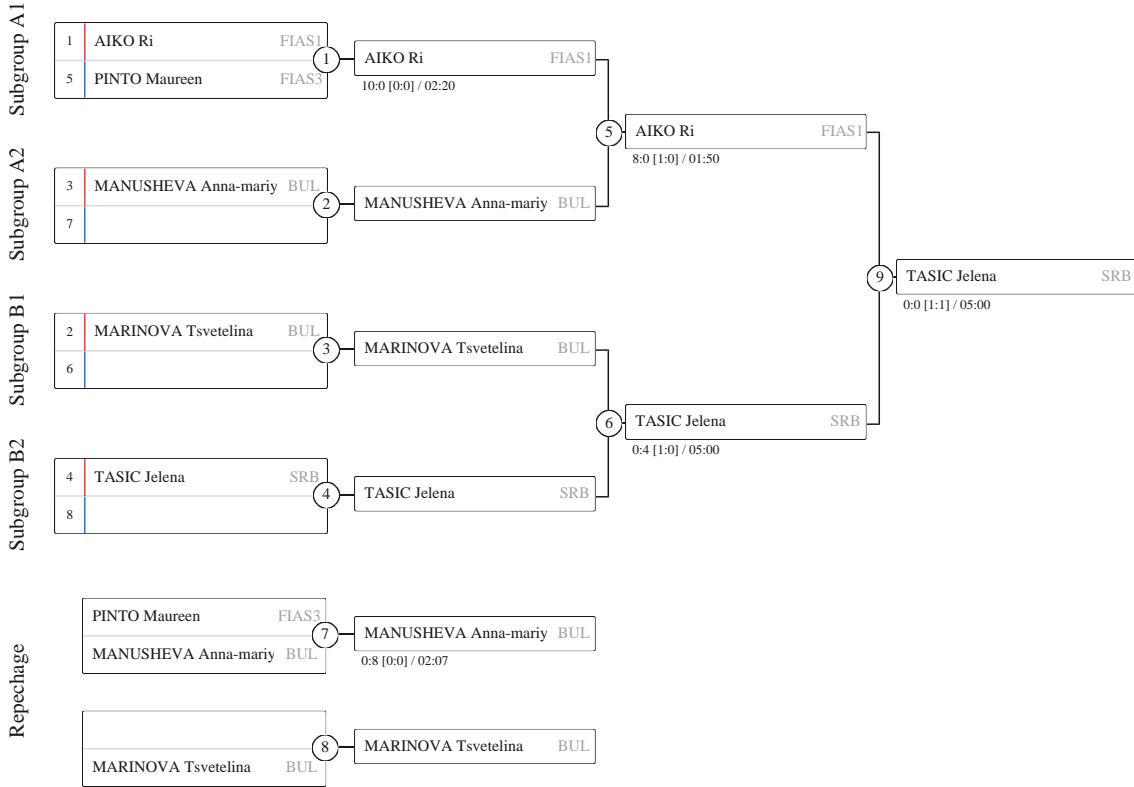 Subgroup A1
1 AIKO Ri FIAS1
5 PINTO Maureen FIAS3
1
AIKO Ri FIAS1
10:0 [0:0] / 02:20
5
AIKO Ri FIAS1
8:0 [1:0] / 01:50
Subgroup A2
3 MANUSHEVA Anna-mariy BUL
7
2
MANUSHEVA Anna-mariy BUL
9
TASIC Jelena SRB
0:0 [1:1] / 05:00
Subgroup B1
2 MARINOVA Tsvetelina BUL
6
3
MARINOVA Tsvetelina BUL
6
TASIC Jelena SRB
0:4 [1:0] / 05:00
Subgroup B2
4 TASIC Jelena SRB
8
4
TASIC Jelena SRB
Repechage
PINTO Maureen FIAS3
MANUSHEVA Anna-mariy BUL
7
MANUSHEVA Anna-mariy BUL
0:8 [0:0] / 02:07
MARINOVA Tsvetelina BUL
8
MARINOVA Tsvetelina BUL